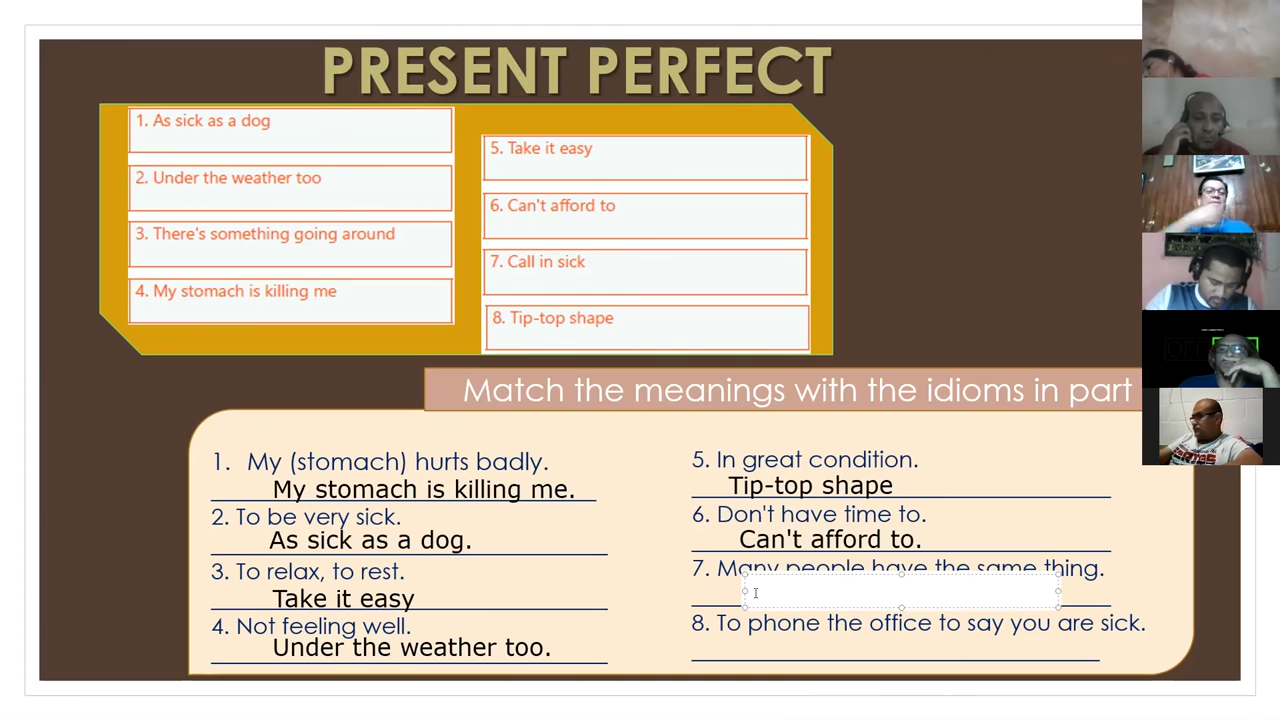 PRESENT PERFECT
1. As sick as a dog
2. Under the weather too
3. There's something going around
4. My stomach is killing me
5. Take it easy
6. Can't afford to
7. Call in sick
8. Tip-top shape
Match the meanings with the idioms in part
1. My (stomach) hurts badly.
My stomach is killing me.
2. To be very sick.
As sick as a dog.
3. To relax, to rest.
Take it easy
4. Not feeling well.
Under the weather too.
5. In great condition.
Tip-top shape
6. Don't have time to.
Can't afford to.
7. Many people have the same thing.
8. To phone the office to say you are sick.